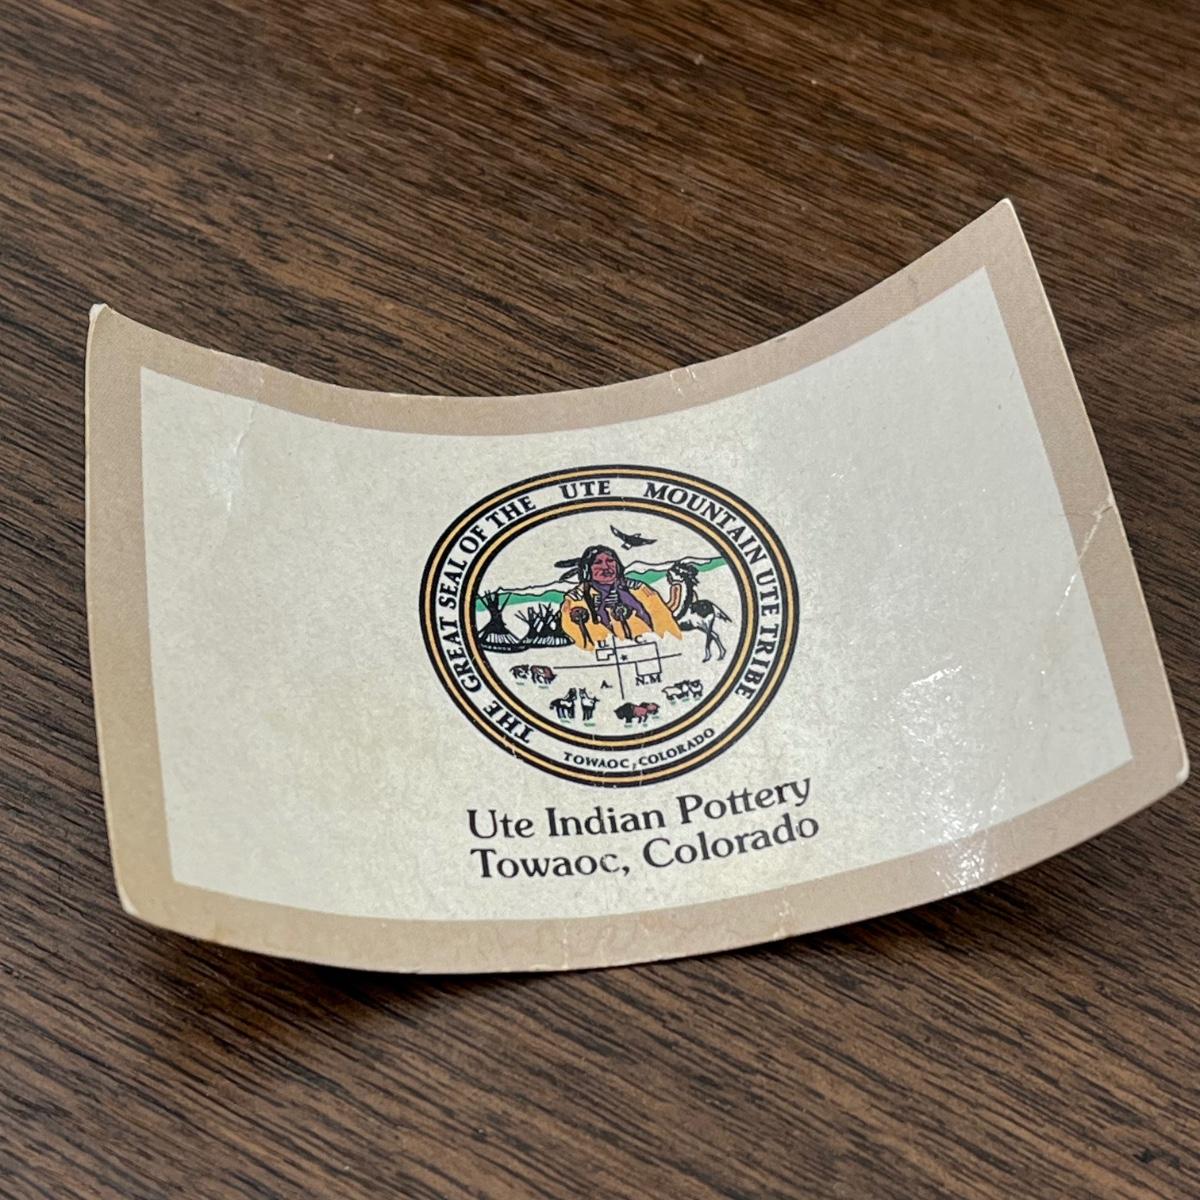 THE GREAT SEAL OF THE UTE MOUNTAIN UTE TRIBE
U. C.
A. N.M
TOWAOC, COLORADO
Ute Indian Pottery
Towaoc, Colorado